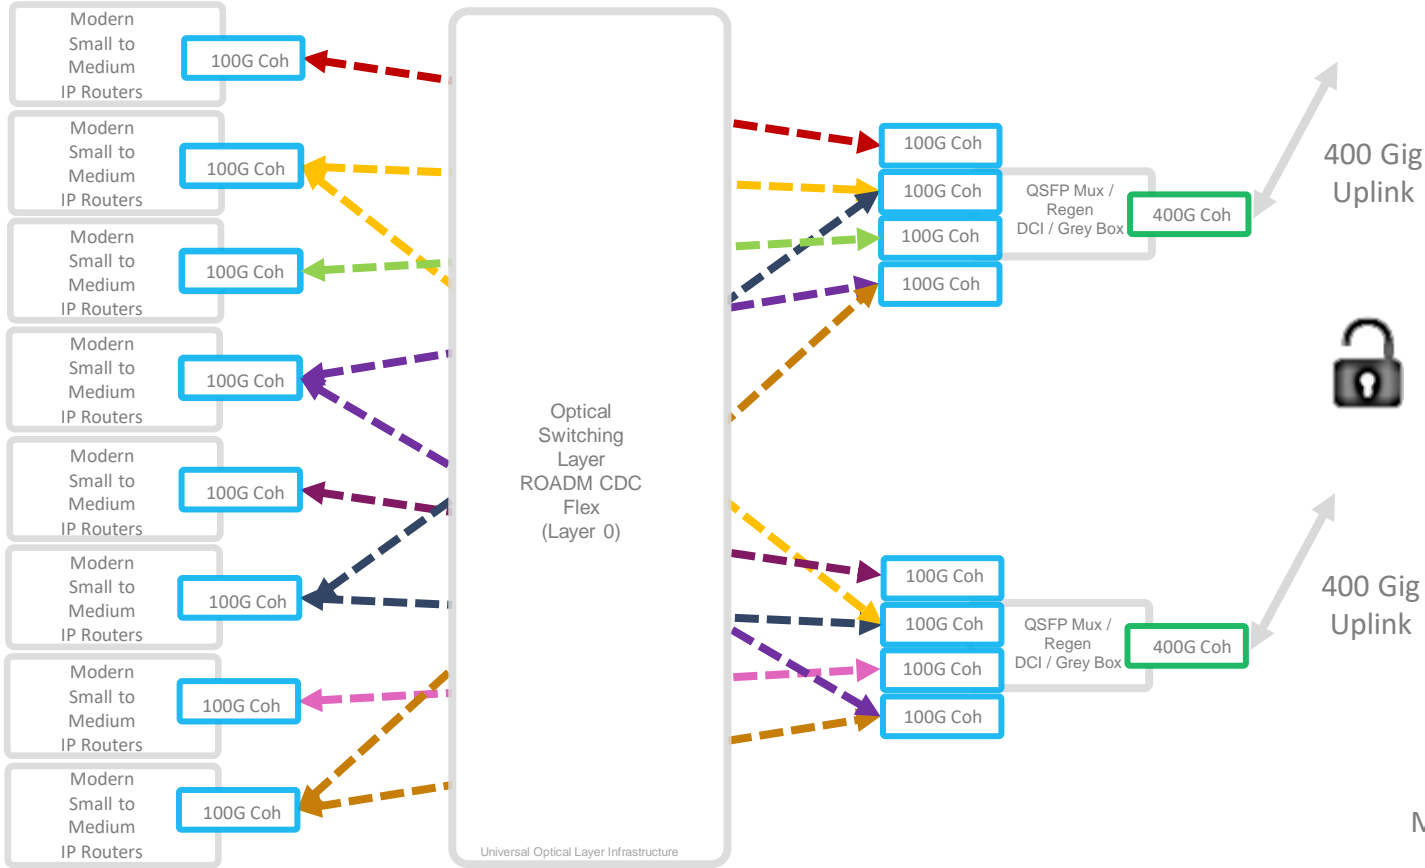 Modern
Small to
Medium
IP Routers
100G Coh
Modern
Small to
Medium
IP Routers
100G Coh
Modern
Small to
Medium
IP Routers
100G Coh
Modern
Small to
Medium
IP Routers
100G Coh
Modern
Small to
Medium
IP Routers
100G Coh
Modern
Small to
Medium
IP Routers
100G Coh
Modern
Small to
Medium
IP Routers
100G Coh
Modern
Small to
Medium
IP Routers
100G Coh
Optical
Switching
Layer
ROADM CDC
Flex
(Layer 0)
Universal Optical Layer Infrastructure
100G Coh
100G Coh
100G Coh
100G Coh
QSFP Mux /
Regen
DCI / Grey Box
400G Coh
400 Gig
Uplink
100G Coh
100G Coh
100G Coh
100G Coh
QSFP Mux /
Regen
DCI / Grey Box
400G Coh
400 Gig
Uplink